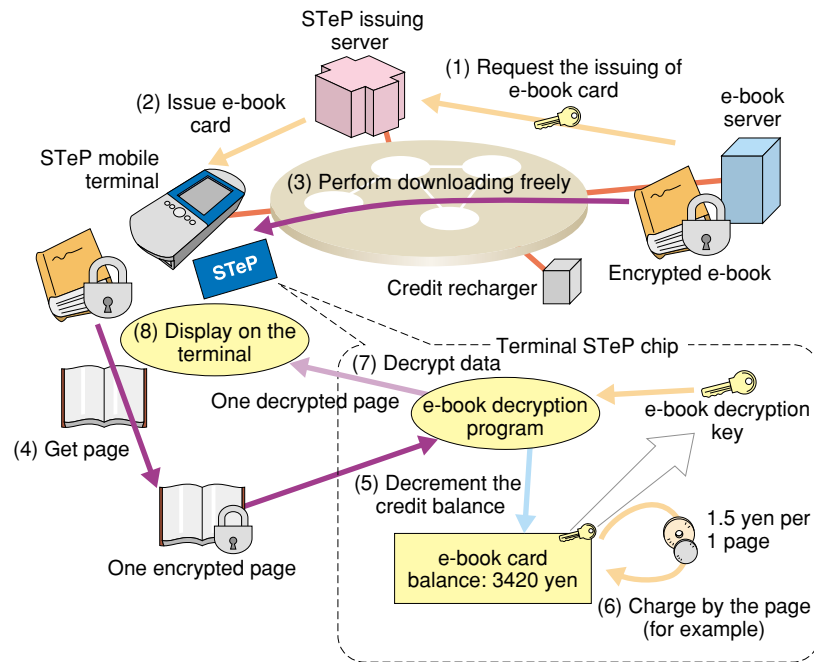 STeP issuing
server
(1) Request the issuing of
e-book card
(2) Issue e-book
card
e-book
server
STeP mobile
terminal
(3) Perform downloading freely
STeP
Credit recharger
Encrypted e-book
(8) Display on the
terminal
Terminal STeP chip
(7) Decrypt data
One decrypted page
e-book decryption
program
e-book decryption
key
(4) Get page
(5) Decrement the
credit balance
1.5 yen per
1 page
One encrypted page
e-book card
balance: 3420 yen
(6) Charge by the page
(for example)